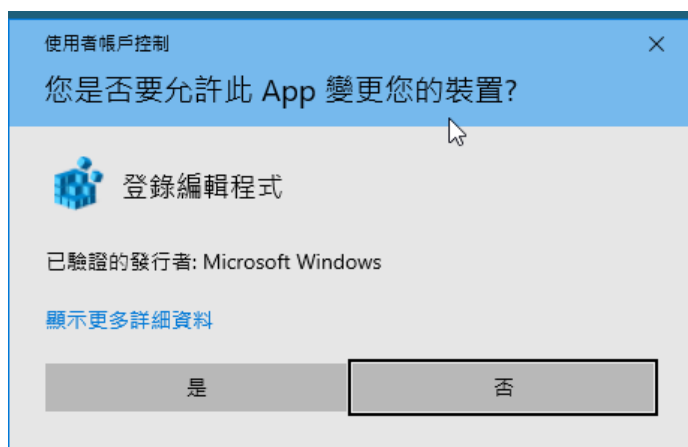 使用者帳戶控制
您是否要允許此 App 變更您的裝置?
登錄編輯程式
已驗證的發行者: Microsoft Windows
顯示更多詳細資料
是
否